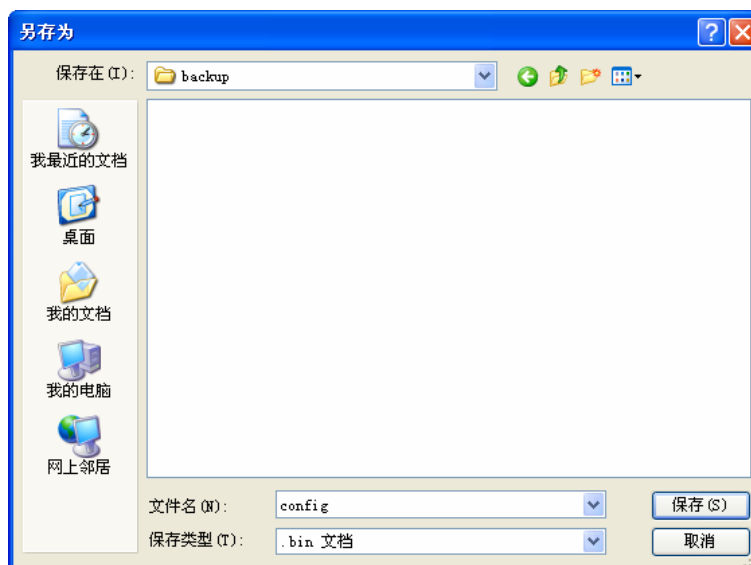 另存为
保存在(I):
backup
我最近的文档
桌面
我的文档
我的电脑
网上邻居
文件名(N):
config
保存(S)
保存类型(T):
.bin 文档
取消